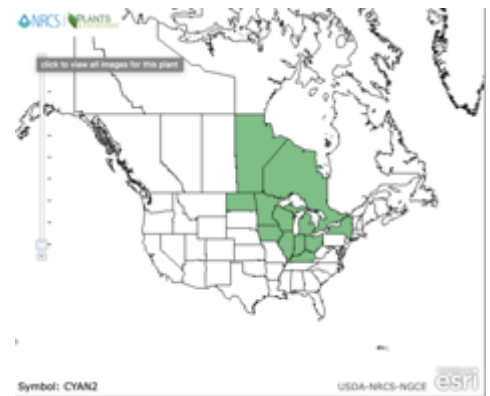 NRCS PLANTS
click to view all images for this plant
Symbol: CYAN2
USDA-NRCS-NGCE
esri